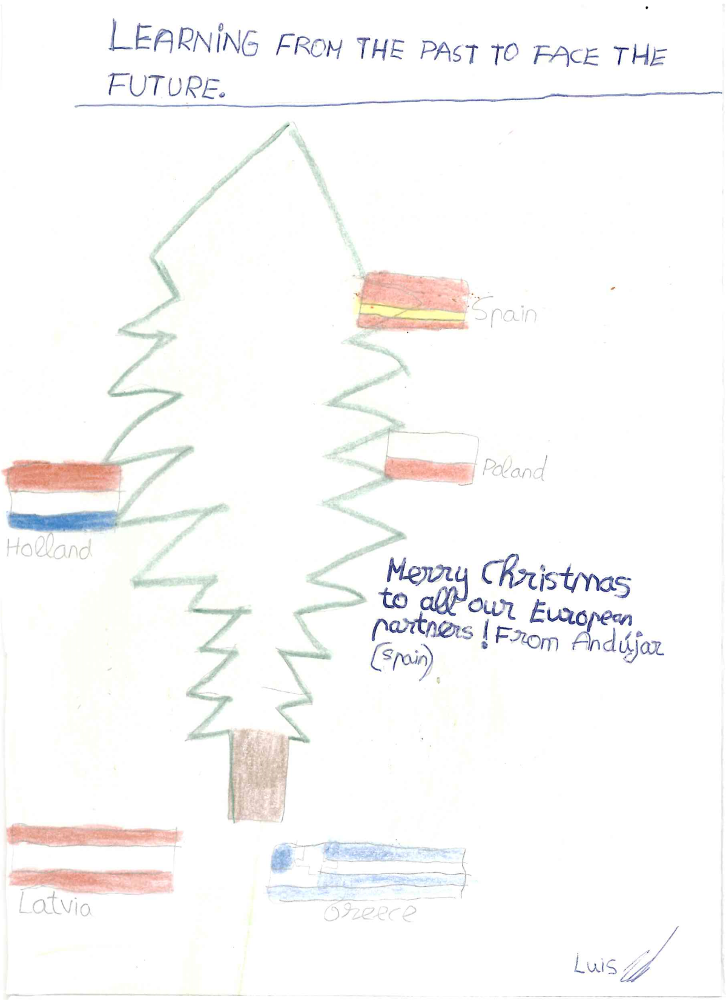 LEARNING FROM THE PAST TO FACE THE
FUTURE.
Spain
Poland
Holland
Merry Christmas
to all our European
partners! From Andújar
(Spain)
Latvia
Greece
Luis